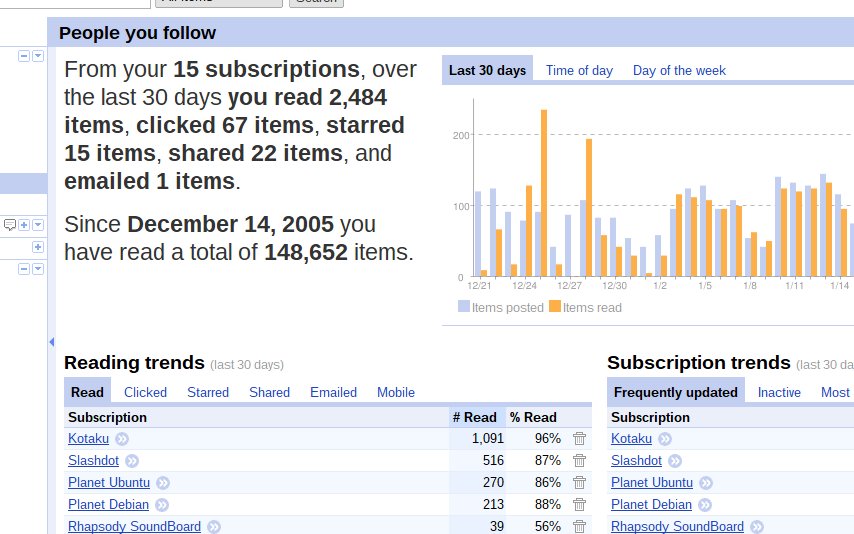 People you follow
From your 15 subscriptions, over
the last 30 days you read 2,484
items, clicked 67 items, starred
15 items, shared 22 items, and
emailed 1 items.
Since December 14, 2005 you
have read a total of 148,652 items.
Last 30 days Time of day Day of the week
200
100
0
12/21 12/24 12/27 12/30 1/2 1/5 1/8 1/11 1/14
Items posted Items read
Reading trends (last 30 days)
Read Clicked Starred Shared Emailed Mobile
Subscription # Read % Read
Kotaku 1,091 96%
Slashdot 516 87%
Planet Ubuntu 270 86%
Planet Debian 213 88%
Rhapsody SoundBoard 39 56%
Subscription trends (last 30 da
Frequently updated Inactive Most
Subscription
Kotaku
Slashdot
Planet Ubuntu
Planet Debian
Rhapsody SoundBoard